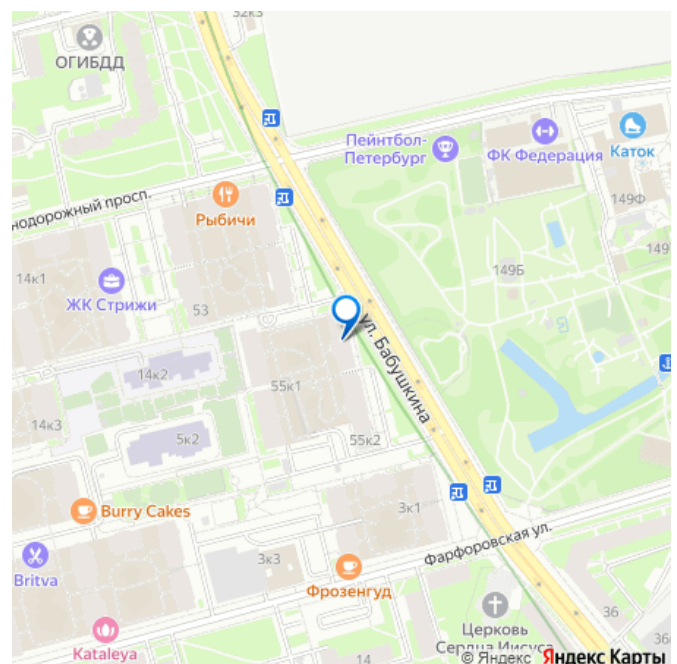 32к3
ОГИБДД
Пейнтбол-
Петербург
ФК Федерация
Каток
нодорожный просп.
Рыбичи
149Ф
14к1
149Б
149
ЖК Стрижи
53
ул. Бабушкина
14к2
55к1
14к3
5к2
55к2
Burry Cakes
3к1
Фарфоровская ул.
Britva
3к3
Фрозенгуд
36
Kataleya
14
Церковь
Сердца Иисуса
© Яндекс Яндекс Карты